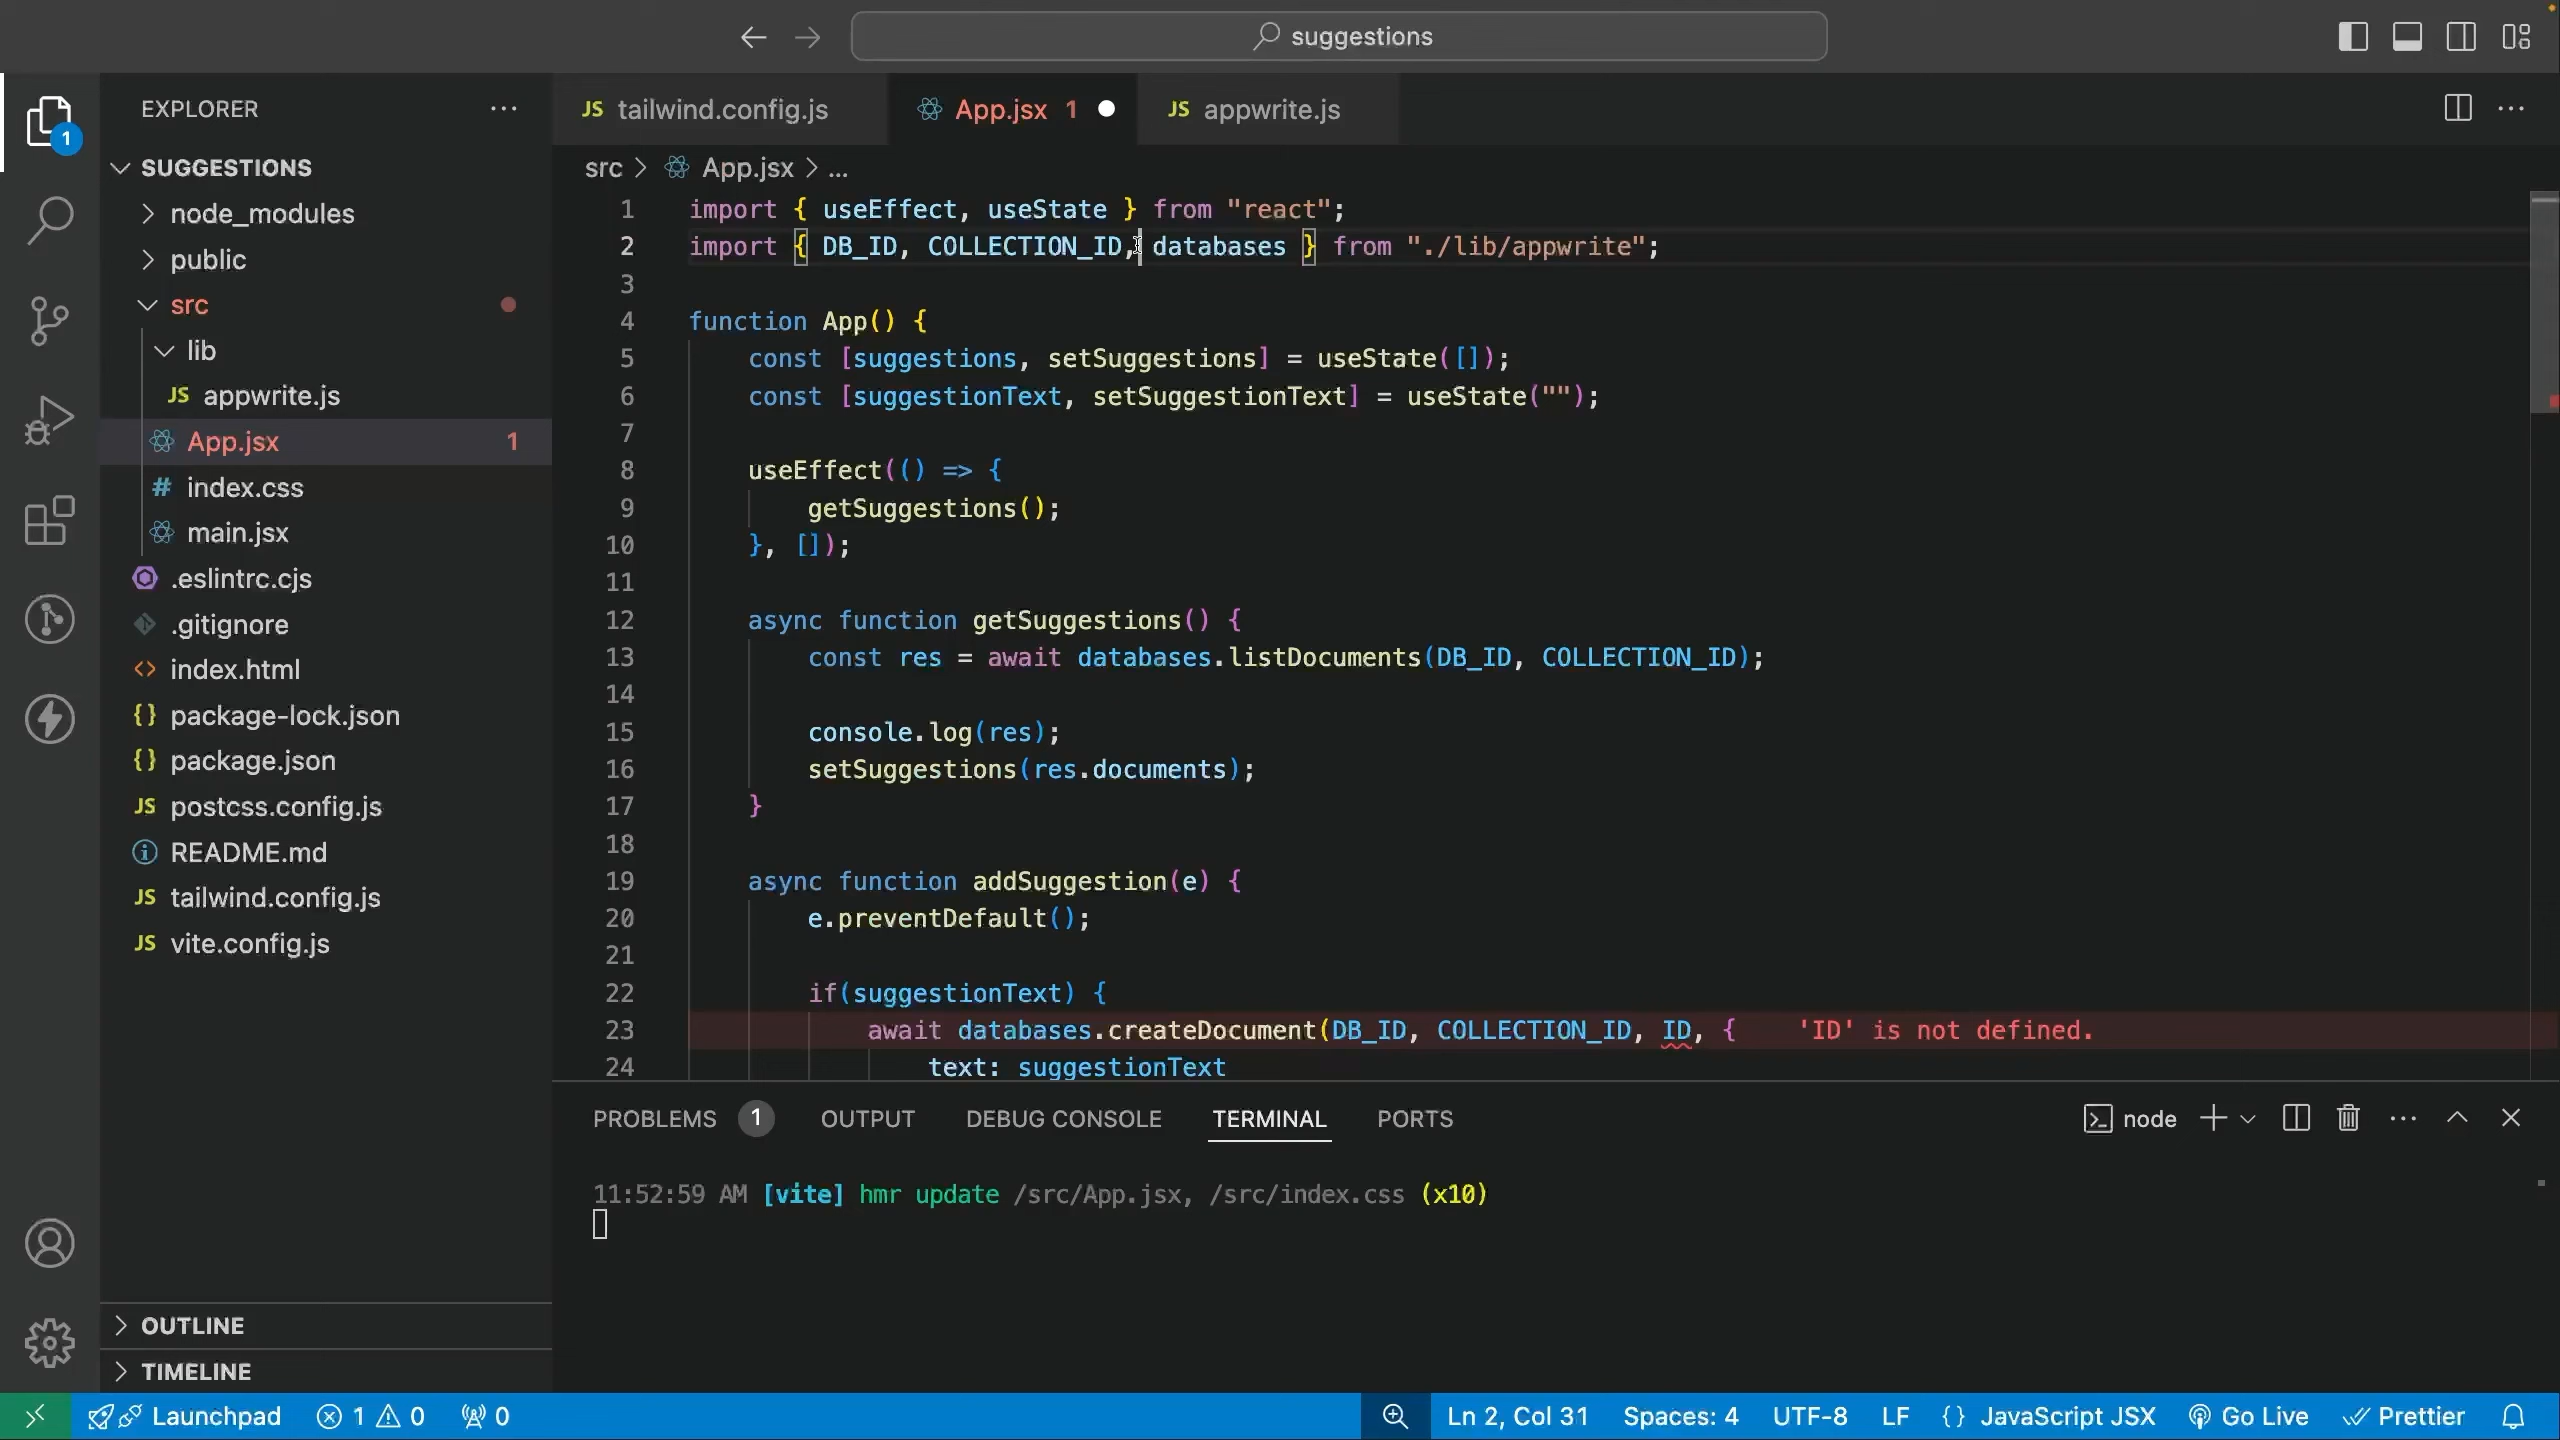 suggestions
EXPLORER
SUGGESTIONS
node_modules
public
src
lib
JS appwrite.js
App.jsx 1
# index.css
main.jsx
.eslintrc.cjs
.gitignore
<> index.html
{} package-lock.json
{} package.json
JS postcss.config.js
README.md
JS tailwind.config.js
JS vite.config.js
OUTLINE
TIMELINE
1
JS tailwind.config.js
App.jsx 1
JS appwrite.js
src > App.jsx > ...
1 import { useEffect, useState } from "react";
2 import { DB_ID, COLLECTION_ID, databases } from "./lib/appwrite";
3
4 function App() {
5 const [suggestions, setSuggestions] = useState([]);
6 const [suggestionText, setSuggestionText] = useState("");
7
8 useEffect(() => {
9 getSuggestions();
10 }, []);
11
12 async function getSuggestions() {
13 const res = await databases.listDocuments(DB_ID, COLLECTION_ID);
14
15 console.log(res);
16 setSuggestions(res.documents);
17 }
18
19 async function addSuggestion(e) {
20 e.preventDefault();
21
22 if(suggestionText) {
23 await databases.createDocument(DB_ID, COLLECTION_ID, ID, { 'ID' is not defined.
24 text: suggestionText
PROBLEMS 1 OUTPUT DEBUG CONSOLE TERMINAL PORTS
node
11:52:59 AM [vite] hmr update /src/App.jsx, /src/index.css (x10)
Launchpad 1 0 0 Ln 2, Col 31 Spaces: 4 UTF-8 LF {} JavaScript JSX Go Live Prettier